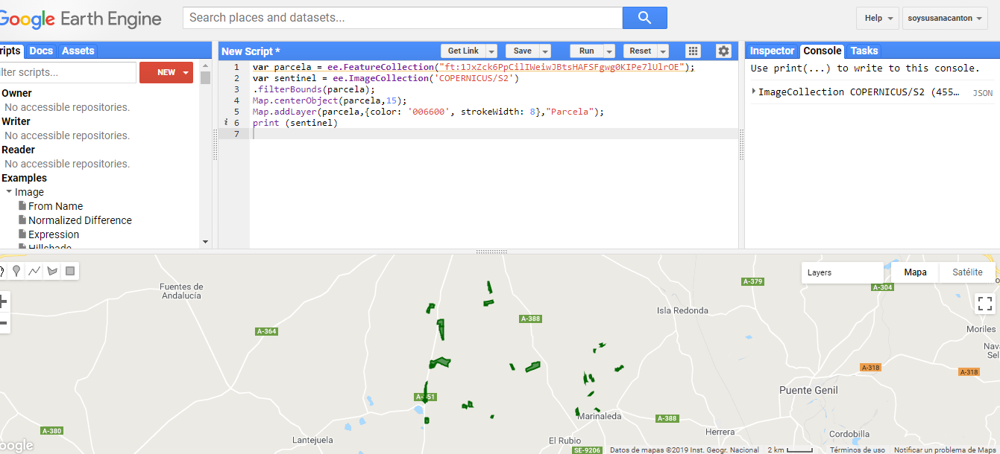 Google Earth Engine
Search places and datasets...
Help
soysusanacanton
ripts Docs Assets
lter scripts...
NEW
Owner
No accessible repositories.
Writer
No accessible repositories.
Reader
No accessible repositories.
Examples
Image
From Name
Normalized Difference
Expression
Hillshade
New Script *
Get Link Save Run Reset
1 var parcela = ee.FeatureCollection("ft:1JxZck6PpCilIWeiwJBtsHAFSFgwg0KIPe7lUlrOE");
2 var sentinel = ee.ImageCollection('COPERNICUS/S2')
3 .filterBounds(parcela);
4 Map.centerObject(parcela,15);
5 Map.addLayer(parcela,{color: '006600', strokeWidth: 8},"Parcela");
i 6 print (sentinel)
7
Inspector Console Tasks
Use print(...) to write to this console.
ImageCollection COPERNICUS/S2 (455… JSON
Layers
Mapa Satélite
A-379
A-304
Fuentes de
Andalucía
Isla Redonda
A-388
A-364
Moriles
Nav
Sel
A-318
A-318
Puente Genil
A-351
Marinaleda
A-388
A-380
Lantejuela
El Rubio
Herrera
Cordobilla
oogle
SE-9206
Datos de mapas ©2019 Inst. Geogr. Nacional 2 km Términos de uso Notificar un problema de Maps